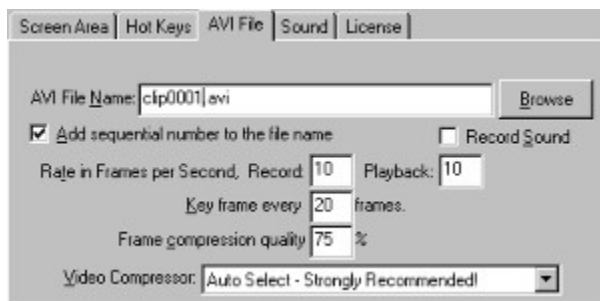 Screen Area Hot Keys AVI File Sound License
AVI File Name: clip0001.avi Browse
Add sequential number to the file name Record Sound
Rate in Frames per Second, Record: 10 Playback: 10
Key frame every 20 frames.
Frame compression quality 75 %
Video Compressor: Auto Select - Strongly Recommended!